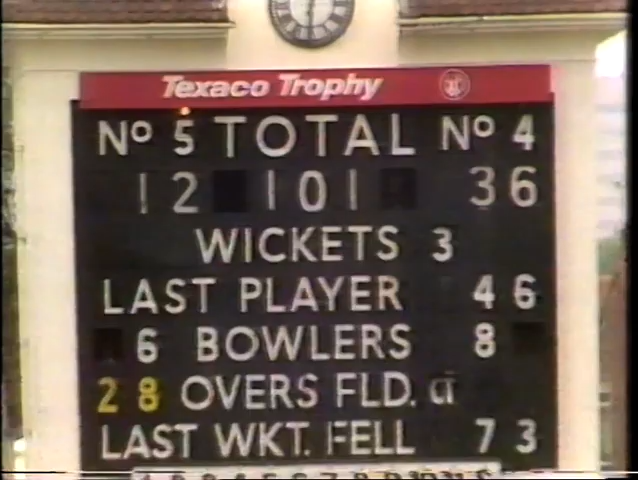 Texaco Trophy
Nº 5 TOTAL Nº 4
12 101 36
WICKETS 3
LAST PLAYER 46
6 BOWLERS 8
28 OVERS FLD.
LAST WKT. FELL 73